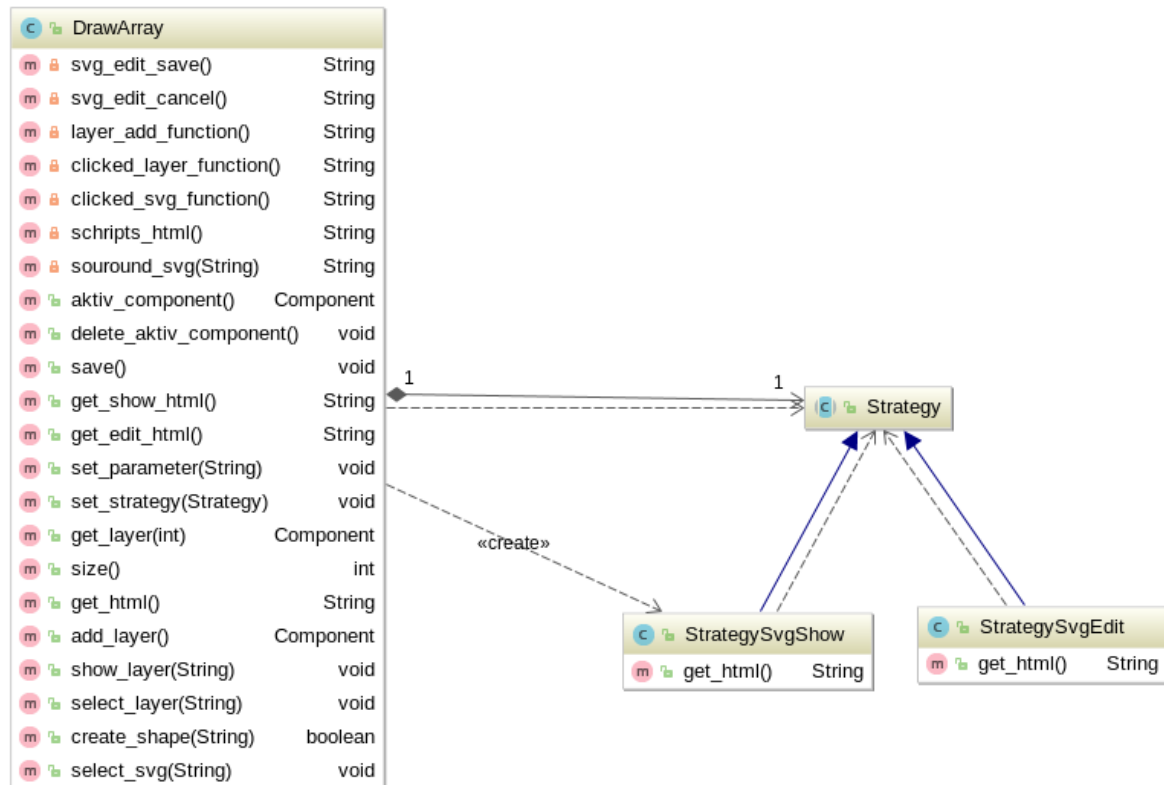 C DrawArray
m svg_edit_save() String
m svg_edit_cancel() String
m layer_add_function() String
m clicked_layer_function() String
m clicked_svg_function() String
m schripts_html() String
m souround_svg(String) String
m aktiv_component() Component
m delete_aktiv_component() void
m save() void
m get_show_html() String
m get_edit_html() String
m set_parameter(String) void
m set_strategy(Strategy) void
m get_layer(int) Component
m size() int
m get_html() String
m add_layer() Component
m show_layer(String) void
m select_layer(String) void
m create_shape(String) boolean
m select_svg(String) void
1 1
C Strategy
«create»
C StrategySvgShow
m get_html() String
C StrategySvgEdit
m get_html() String